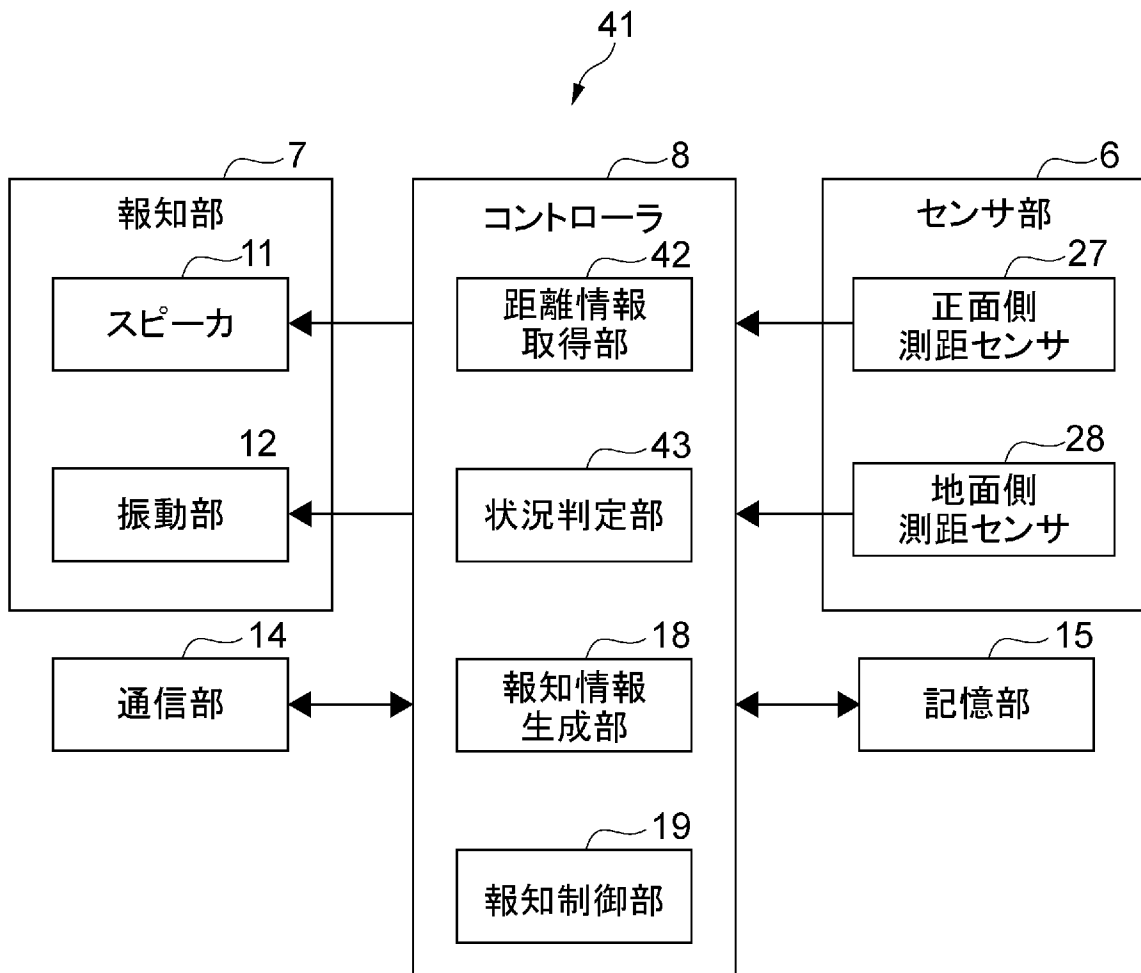 41
7
報知部
11
スピーカ
12
振動部
14
通信部
8
コントローラ
42
距離情報
取得部
43
状況判定部
18
報知情報
生成部
19
報知制御部
6
センサ部
27
正面側
測距センサ
28
地面側
測距センサ
15
記憶部